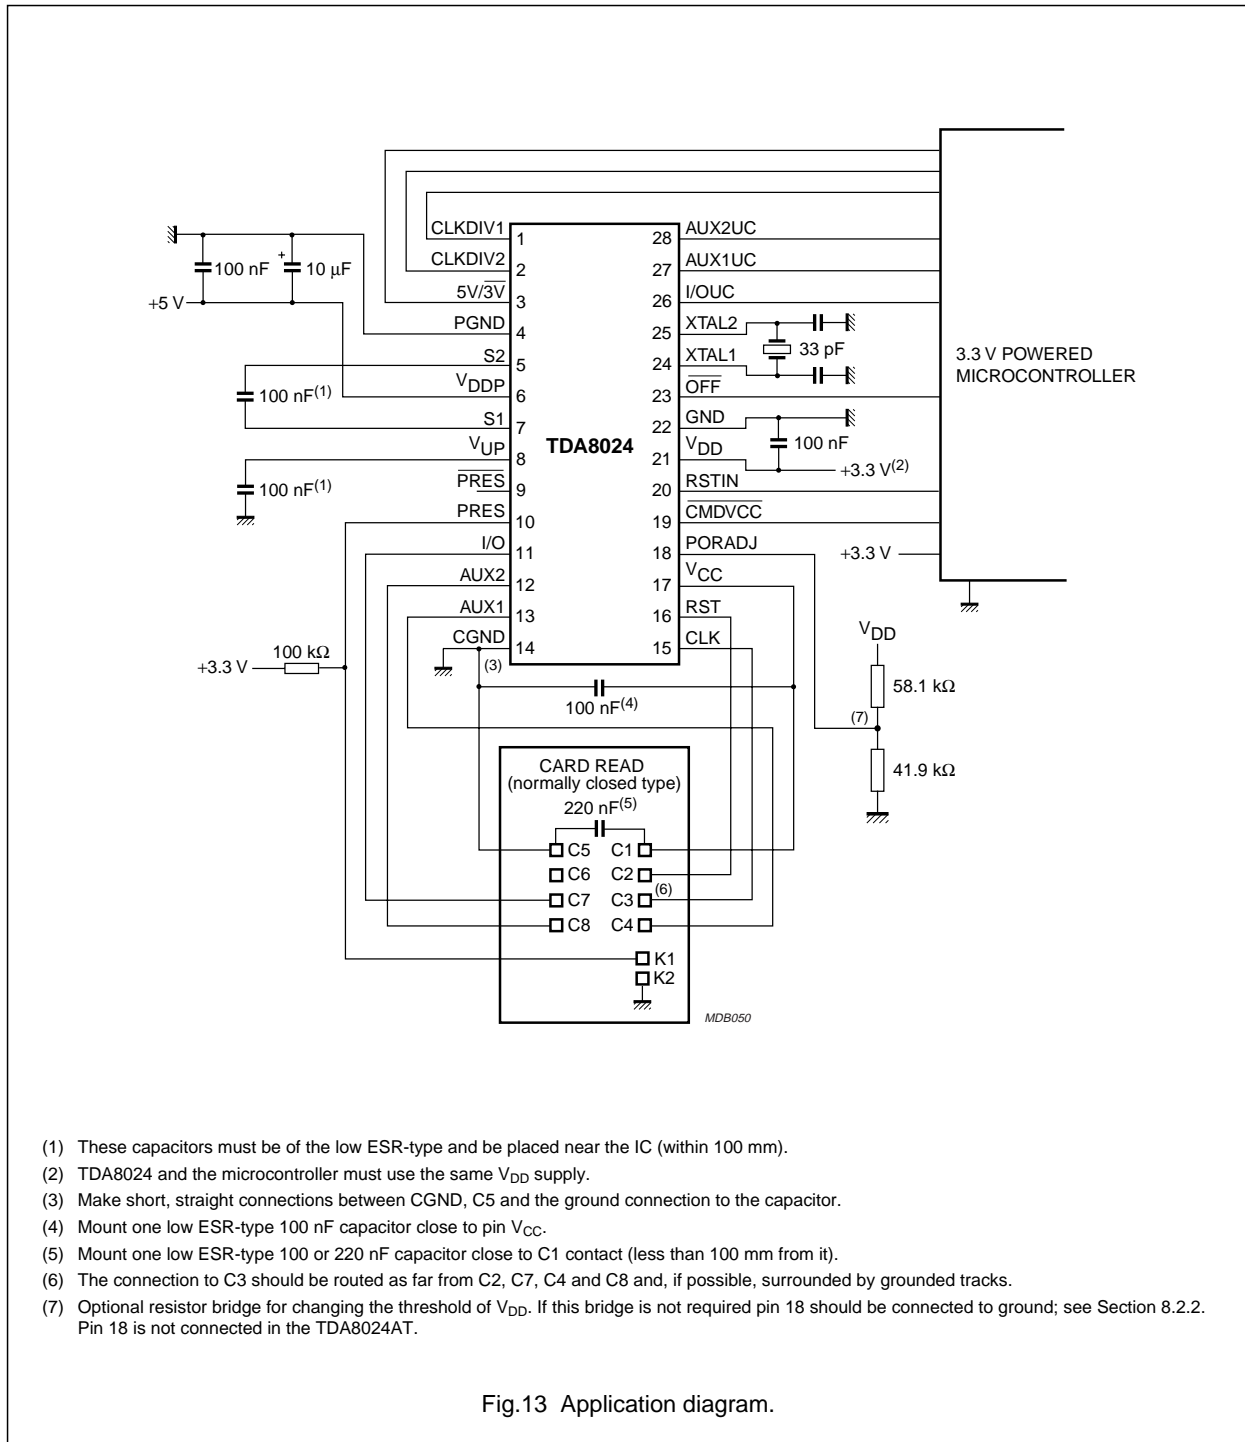 CLKDIV1
1
CLKDIV2
2
5V/3V
3
PGND
4
S2
5
VDDP
6
S1
7
VUP
8
PRES
9
PRES
10
I/O
11
AUX2
12
AUX1
13
CGND
14
(3)
TDA8024
28
AUX2UC
27
AUX1UC
26
I/OUC
25
XTAL2
24
XTAL1
23
OFF
22
GND
21
VDD
20
RSTIN
19
CMDVCC
18
PORADJ
17
VCC
16
RST
15
CLK
100 nF
+
10 μF
+5 V
100 nF(1)
100 nF(1)
33 pF
100 nF
+3.3 V(2)
3.3 V POWERED
MICROCONTROLLER
+3.3 V
VDD
58.1 kΩ
(7)
41.9 kΩ
100 kΩ
+3.3 V
100 nF(4)
CARD READ
(normally closed type)
220 nF(5)
C5 C1
C6 C2
C7 C3 (6)
C8 C4
K1
K2
MDB050
(1) These capacitors must be of the low ESR-type and be placed near the IC (within 100 mm).
(2) TDA8024 and the microcontroller must use the same VDD supply.
(3) Make short, straight connections between CGND, C5 and the ground connection to the capacitor.
(4) Mount one low ESR-type 100 nF capacitor close to pin VCC.
(5) Mount one low ESR-type 100 or 220 nF capacitor close to C1 contact (less than 100 mm from it).
(6) The connection to C3 should be routed as far from C2, C7, C4 and C8 and, if possible, surrounded by grounded tracks.
(7) Optional resistor bridge for changing the threshold of VDD. If this bridge is not required pin 18 should be connected to ground; see Section 8.2.2.
Pin 18 is not connected in the TDA8024AT.
Fig.13 Application diagram.